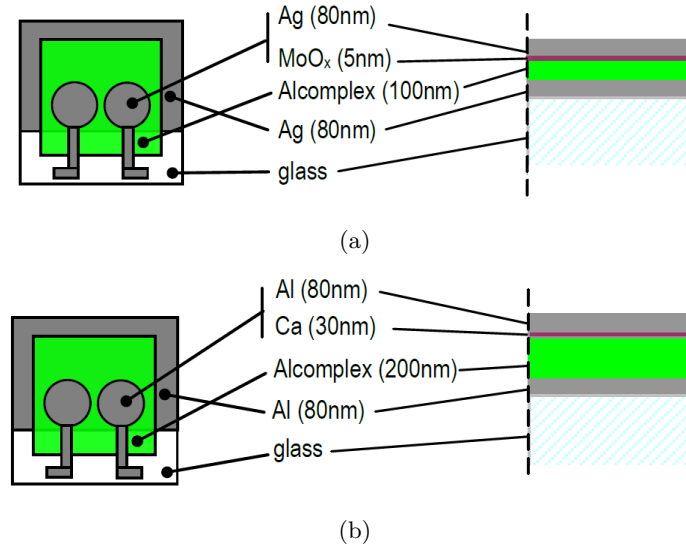 Ag (80nm)
MoOₓ (5nm)
Alcomplex (100nm)
Ag (80nm)
glass
(a)
Al (80nm)
Ca (30nm)
Alcomplex (200nm)
Al (80nm)
glass
(b)